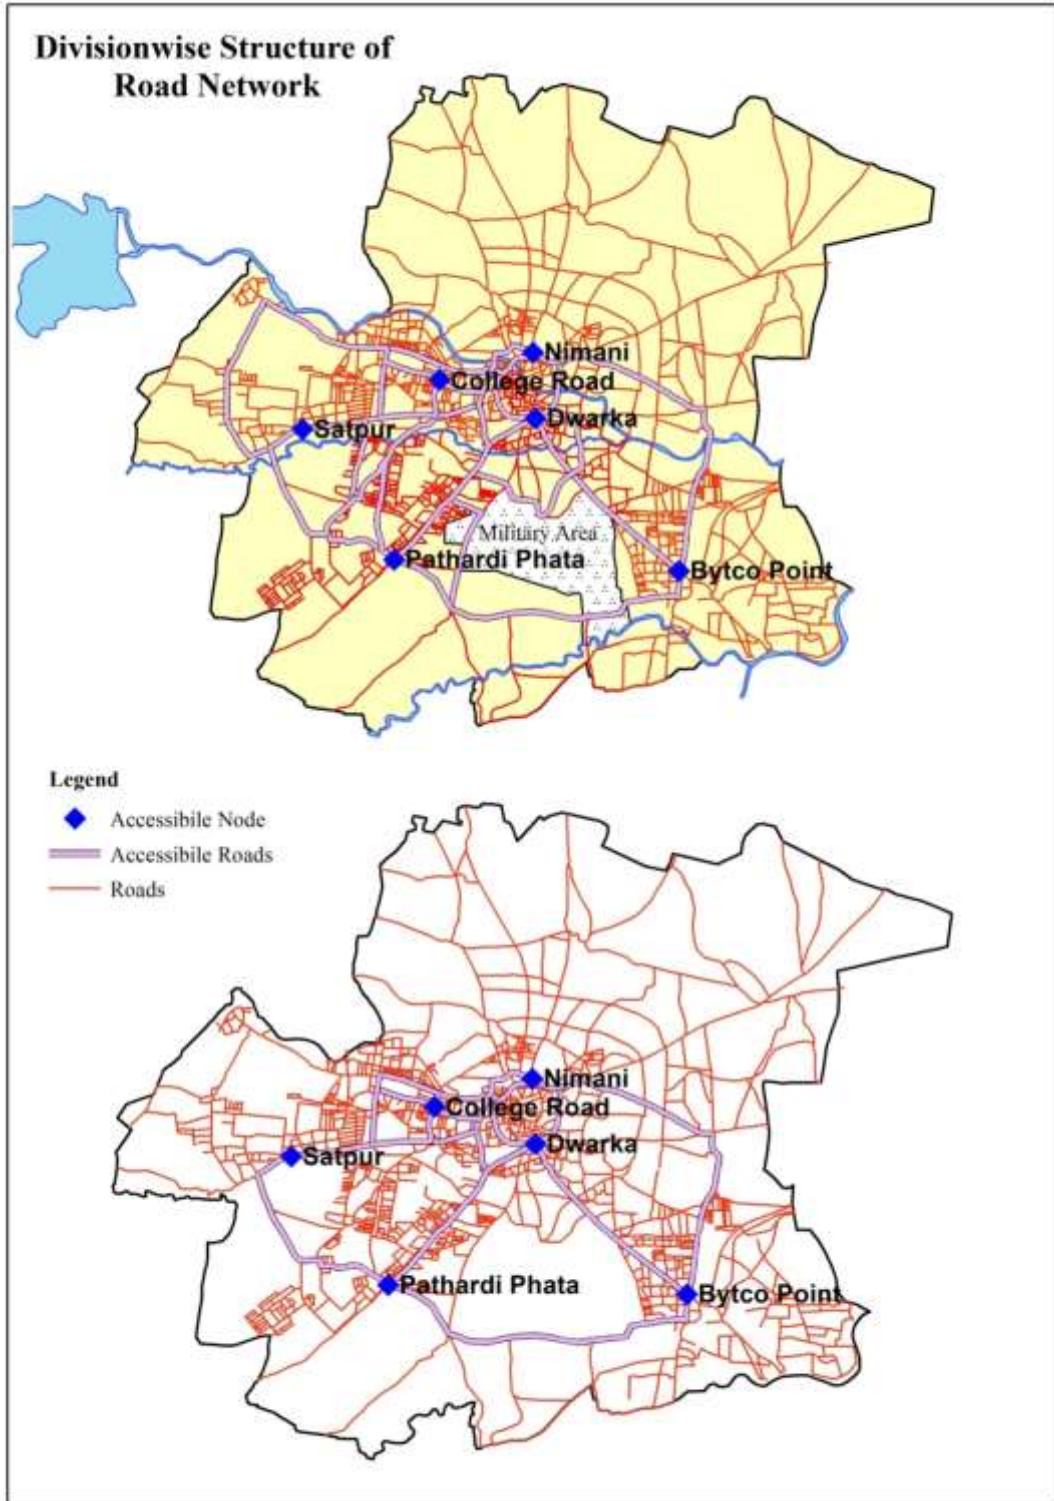 Divisionwise Structure of
Road Network
Nimani
College Road
Dwarka
Satpur
Military Area
Pathardi Phata
Bytco Point
Legend
Accessibile Node
Accessibile Roads
Roads
Nimani
College Road
Dwarka
Satpur
Pathardi Phata
Bytco Point